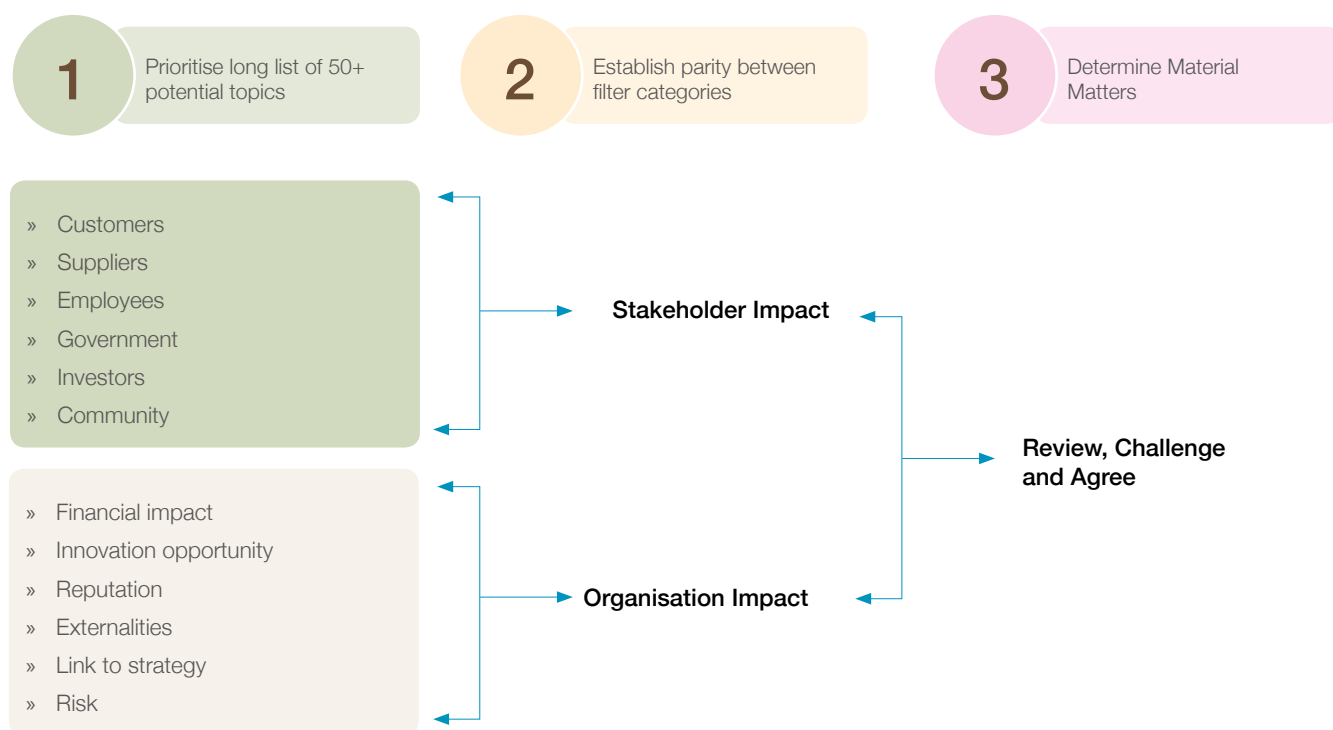 1
Prioritise long list of 50+
potential topics
2
Establish parity between
filter categories
3
Determine Material
Matters
» Customers
» Suppliers
» Employees
» Government
» Investors
» Community
Stakeholder Impact
Review, Challenge
and Agree
» Financial impact
» Innovation opportunity
» Reputation
» Externalities
» Link to strategy
» Risk
Organisation Impact